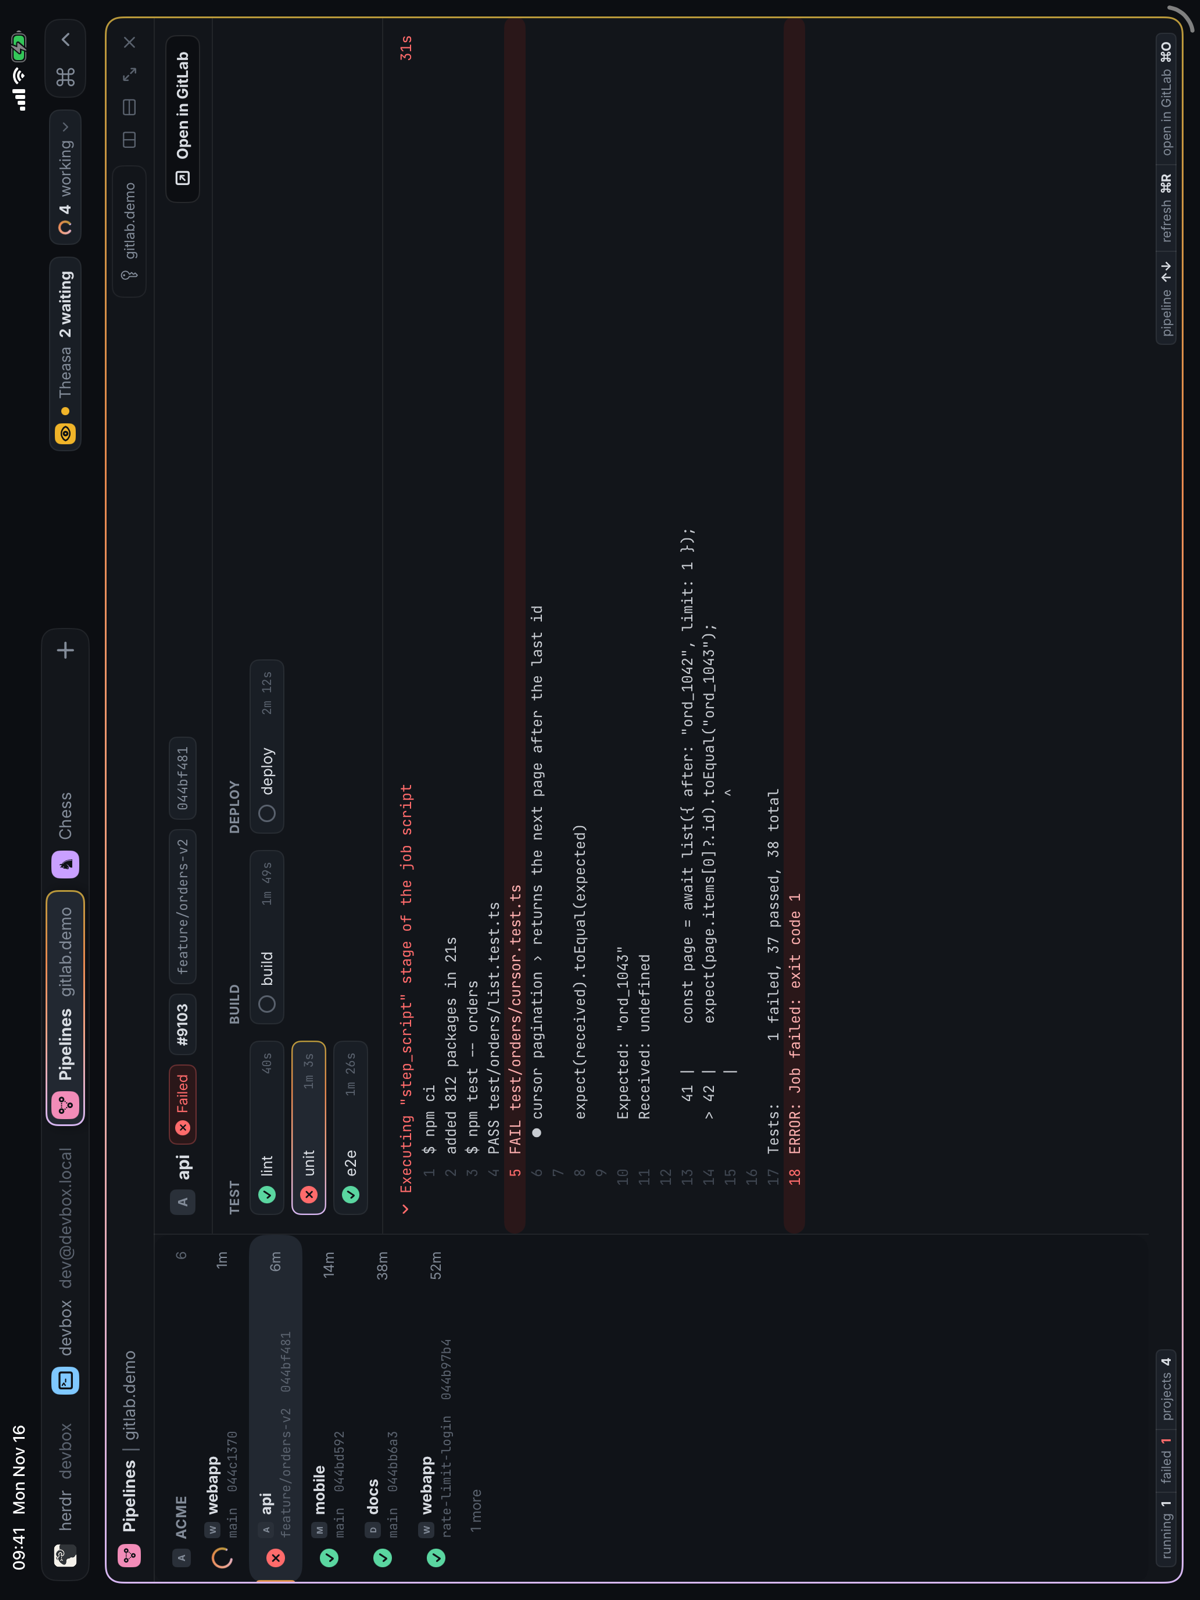 09:41 Mon Nov 16
herdr devbox
devbox dev@devbox.local
Pipelines gitlab.demo
Chess
Theasa 2 waiting
4 working
Pipelines | gitlab.demo
gitlab.demo
A ACME 6
W webapp 1m
main 044c1370
A api 6m
feature/orders-v2 044bf481
M mobile 14m
main 044bd592
D docs 38m
main 044bb6a3
W webapp 52m
rate-limit-login 044b97b4
1 more
A api Failed #9103 feature/orders-v2 044bf481
Open in GitLab
TEST BUILD DEPLOY
lint 40s build 1m 49s deploy 2m 12s
unit 1m 3s
e2e 1m 26s
Executing "step_script" stage of the job script 31s
1 $ npm ci
2 added 812 packages in 21s
3 $ npm test -- orders
4 PASS test/orders/list.test.ts
5 FAIL test/orders/cursor.test.ts
6 ● cursor pagination › returns the next page after the last id
7
8 expect(received).toEqual(expected)
9
10 Expected: "ord_1043"
11 Received: undefined
12
13 41 | const page = await list({ after: "ord_1042", limit: 1 });
14 > 42 | expect(page.items[0]?.id).toEqual("ord_1043");
15 | ^
16
17 Tests: 1 failed, 37 passed, 38 total
18 ERROR: Job failed: exit code 1
running 1 failed 1 projects 4
pipeline ↑↓ refresh ⌘R open in GitLab ⌘O